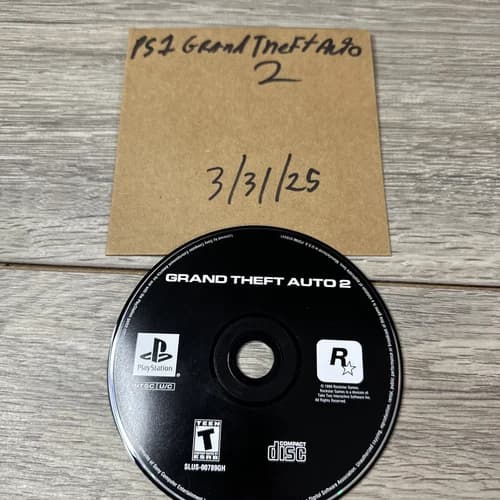 PS1 Grand Theft Auto
2
3/31/25
GRAND THEFT AUTO 2
PlayStation
NTSC U/C
R
© 1999 Rockstar Games.
Rockstar Games is a division of
Take Two Interactive Software Inc.
All Rights Reserved.
TEEN
T
ESRB
COMPACT
disc
SLUS-00789GH